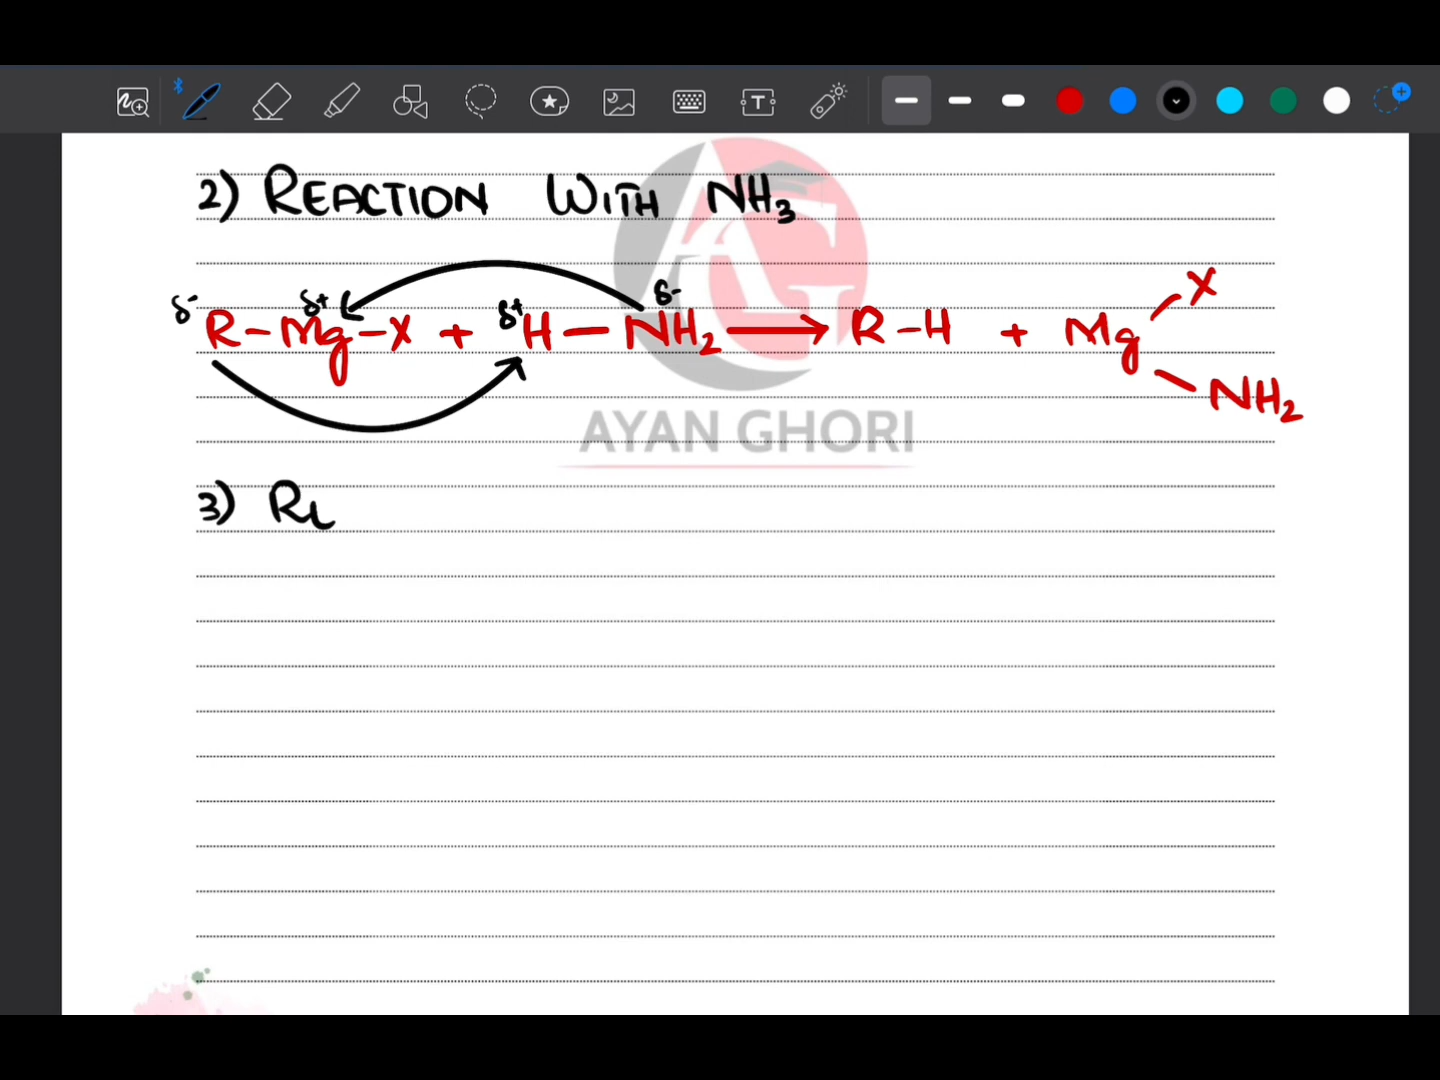 2) REACTION WITH NH3
δ- R-Mg-X δ+ + δ+ H-NH2 δ- → R-H + Mg X NH2
AYAN GHORI
3) R